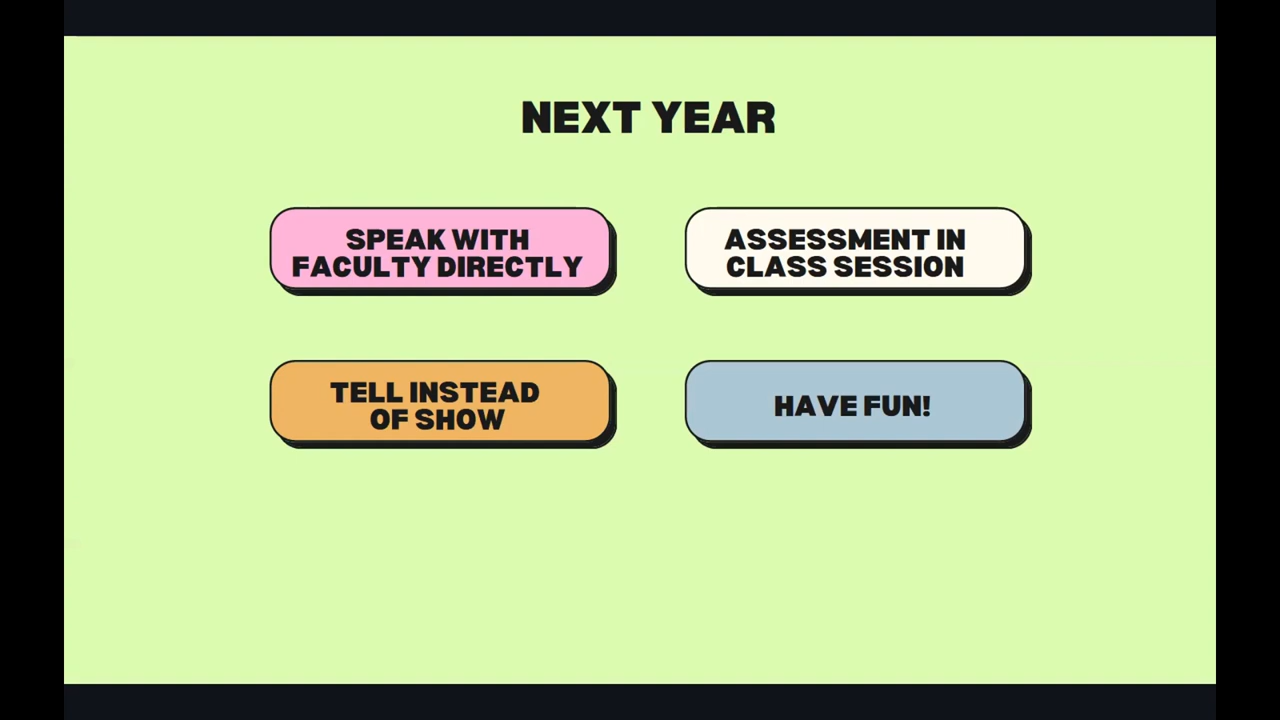 NEXT YEAR
SPEAK WITH
FACULTY DIRECTLY
ASSESSMENT IN
CLASS SESSION
TELL INSTEAD
OF SHOW
HAVE FUN!